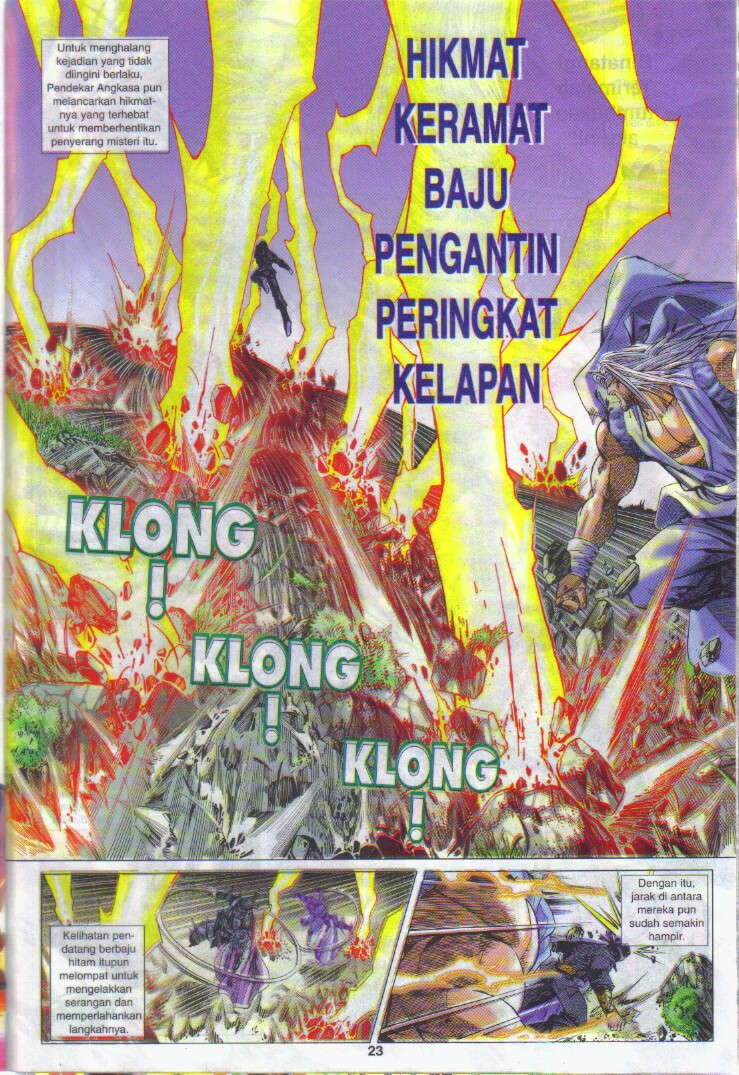 Untuk menghalang
kejadian yang tidak
diingini berlaku,
Pendekar Angkasa pun
melancarkan hikmat-
nya yang terhebat
untuk memberhentikan
penyerang misteri itu.
HIKMAT
KERAMAT
BAJU
PENGANTIN
PERINGKAT
KELAPAN
KLONG
!
KLONG
!
KLONG
!
Kelihatan pen-
datang berbaju
hitam itupun
melompat untuk
mengelakkan
serangan dan
memperlahankan
langkahnya.
Dengan itu,
jarak di antara
mereka pun
sudah semakin
hampir.
23